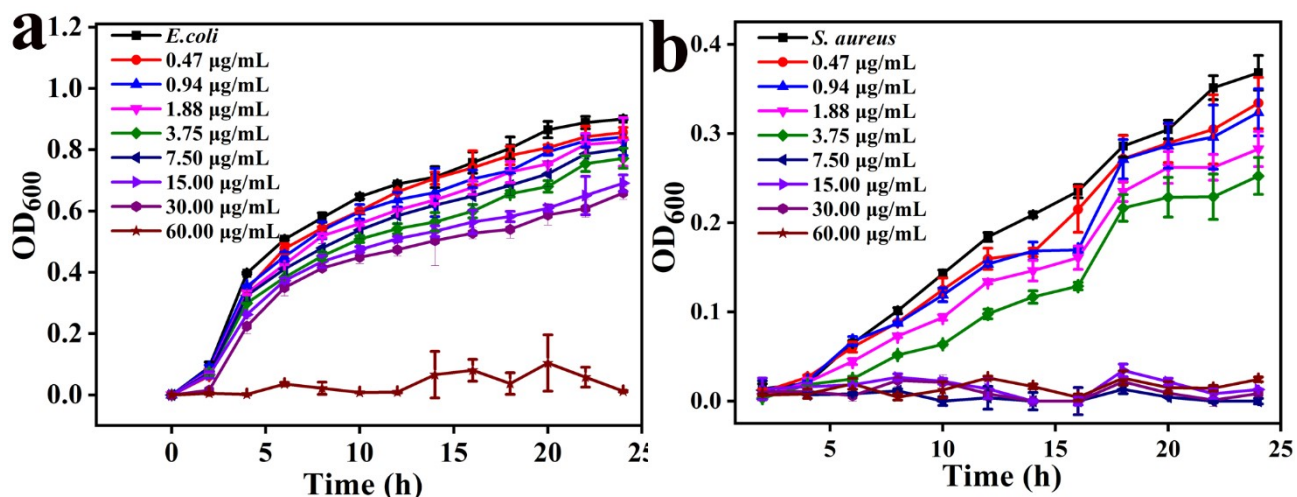 a
E.coli
0.47 μg/mL
0.94 μg/mL
1.88 μg/mL
3.75 μg/mL
7.50 μg/mL
15.00 μg/mL
30.00 μg/mL
60.00 μg/mL
OD600
1.2
1.0
0.8
0.6
0.4
0.2
0.0
0 5 10 15 20 25
Time (h)
b
S. aureus
0.47 μg/mL
0.94 μg/mL
1.88 μg/mL
3.75 μg/mL
7.50 μg/mL
15.00 μg/mL
30.00 μg/mL
60.00 μg/mL
OD600
0.4
0.3
0.2
0.1
0.0
5 10 15 20 25
Time (h)